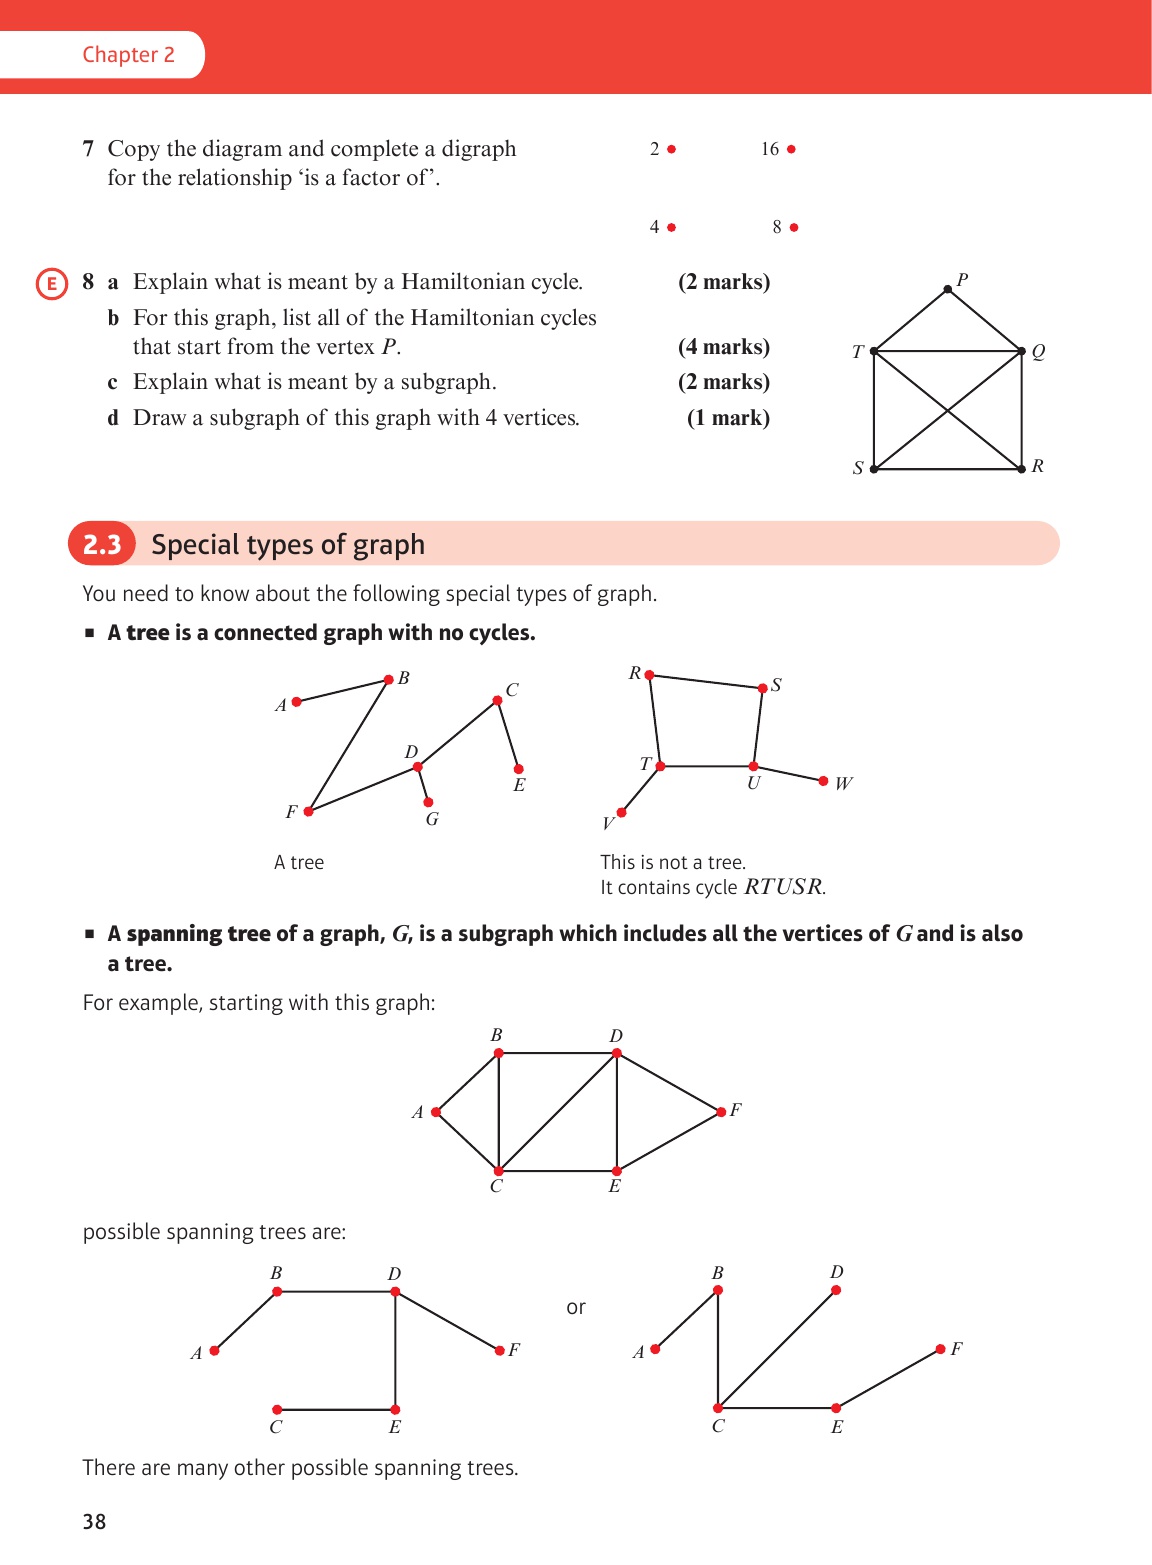 Chapter 2
7 Copy the diagram and complete a digraph
for the relationship ‘is a factor of’.
2
16
4
8
E
8 a Explain what is meant by a Hamiltonian cycle. (2 marks)
b For this graph, list all of the Hamiltonian cycles
that start from the vertex P. (4 marks)
c Explain what is meant by a subgraph. (2 marks)
d Draw a subgraph of this graph with 4 vertices. (1 mark)
P
T
Q
S
R
2.3 Special types of graph
You need to know about the following special types of graph.
■ A tree is a connected graph with no cycles.
A
B
C
D
E
F
G
R
S
T
U
W
V
A tree
This is not a tree.
It contains cycle RTUSR.
■ A spanning tree of a graph, G, is a subgraph which includes all the vertices of G and is also
a tree.
For example, starting with this graph:
B
D
A
F
C
E
possible spanning trees are:
B
D
A
F
C
E
or
B
D
A
F
C
E
There are many other possible spanning trees.
38